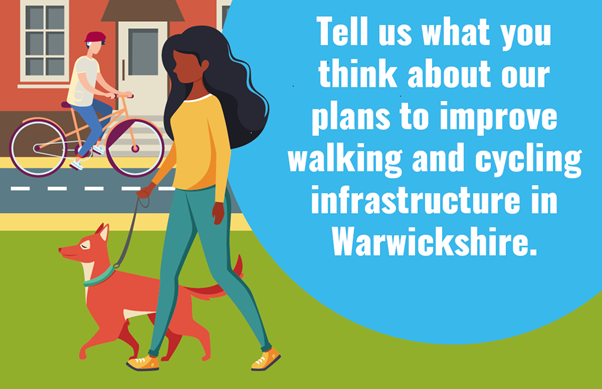 Tell us what you
think about our
plans to improve
walking and cycling
infrastructure in
Warwickshire.